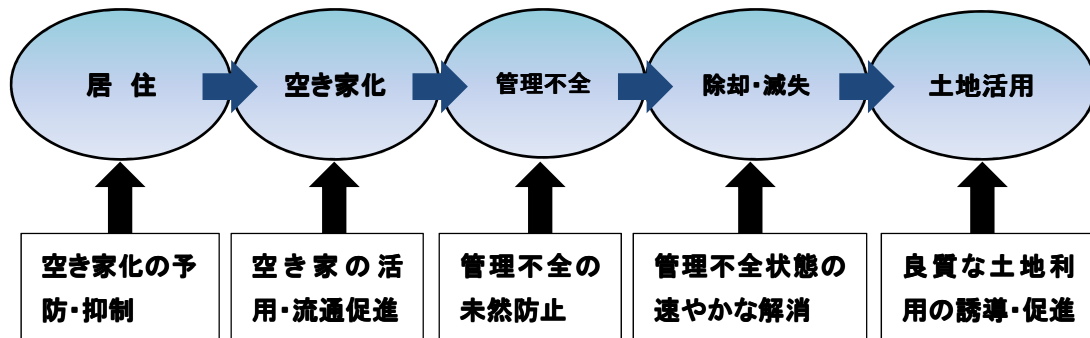 居 住
空き家化
管理不全
除却・滅失
土地活用
空き家化の予
防・抑制
空き家の活
用・流通促進
管理不全の
未然防止
管理不全状態の
速やかな解消
良質な土地利
用の誘導・促進